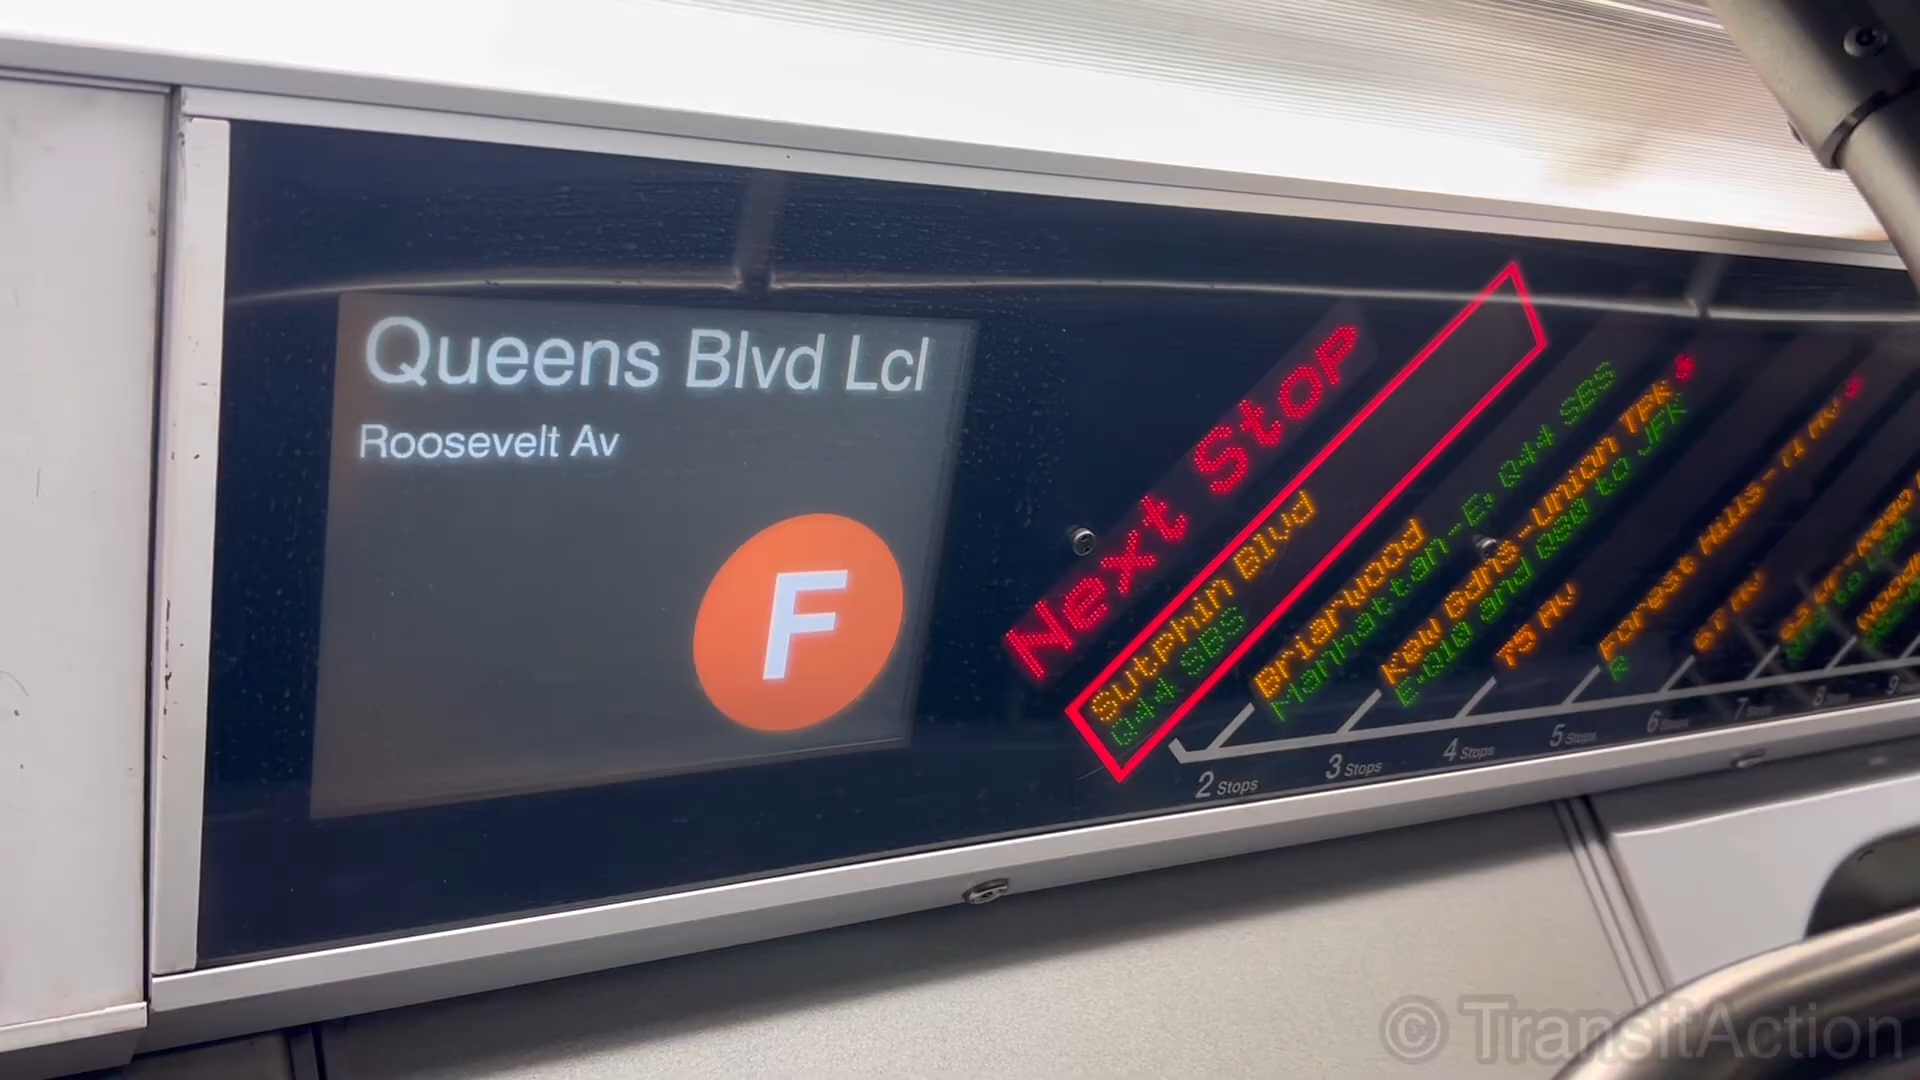 Queens Blvd Lcl
Roosevelt Av
F
Next Stop
Sutphin Blvd
Q44 SBS
Briarwood
Manhattan-E, Q44 SBS
Kew Gdns-Union TPK
E,Q10 and Q80 to JFK
75 Av
Forest Hills-71 Av
R
67 Av
2 Stops
3 Stops
4 Stops
5 Stops
6 Stops
7 Stops
8 Stops
9
© TransitAction